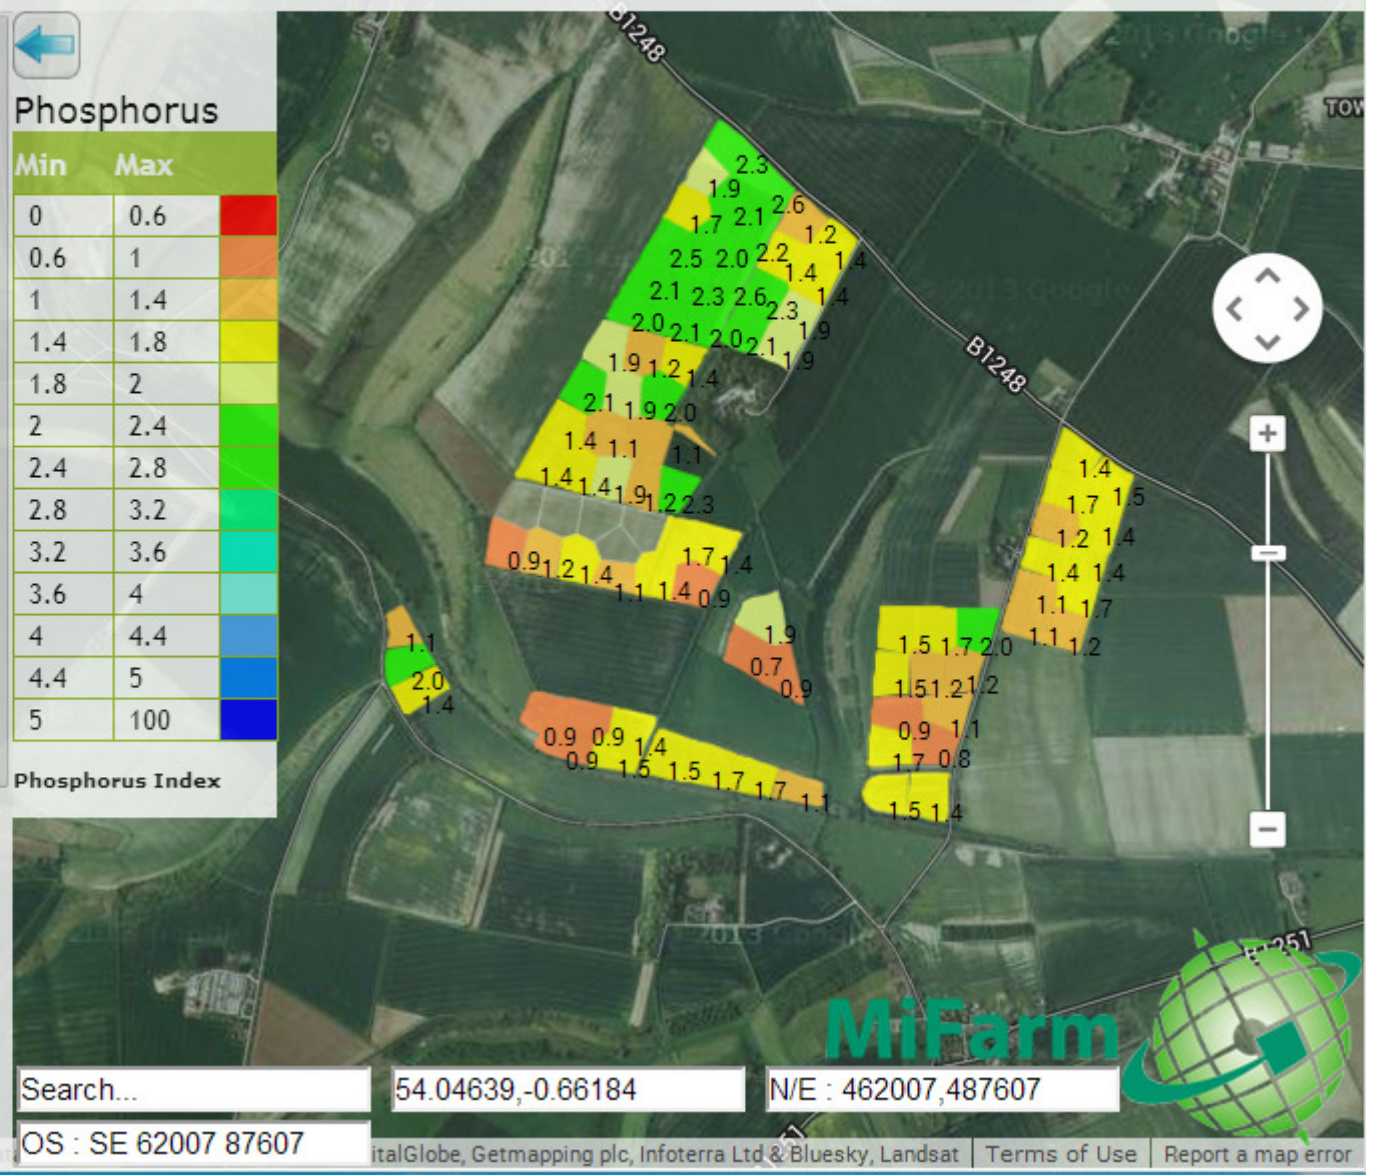 Phosphorus
Min Max
0 0.6
0.6 1
1 1.4
1.4 1.8
1.8 2
2 2.4
2.4 2.8
2.8 3.2
3.2 3.6
3.6 4
4 4.4
4.4 5
5 100
Phosphorus Index
B1248
2013 Google
TOW
2.3
1.9
2.6
1.7 2.1
1.2
2.5 2.0 2.2
1.4
1.4
2.1 2.3 2.6
1.4
2.3
2.0 2.1 2.0
1.9
2.1
1.9
1.9 1.2
1.4
2.1 1.9 2.0
1.4 1.1
1.1
1.4 1.4 1.9 1.2 2.3
B1248
1.4
1.5
1.7
1.2 1.4
1.4 1.4
1.1 1.7
1.1 1.2
0.9 1.2 1.4
1.7 1.4
1.1 1.4 0.9
1.9
0.7
0.9
1.1
2.0
1.4
1.5 1.7 2.0
1.5 1.2 1.2
0.9 1.1
1.7 0.8
1.5 1.4
0.9 0.9 1.4
0.9 1.5 1.5 1.7 1.7 1.1
B1251
MiFarm
Search...
54.04639,-0.66184
N/E : 462007,487607
OS : SE 62007 87607
italGlobe, Getmapping plc, Infoterra Ltd & Bluesky, Landsat
Terms of Use
Report a map error